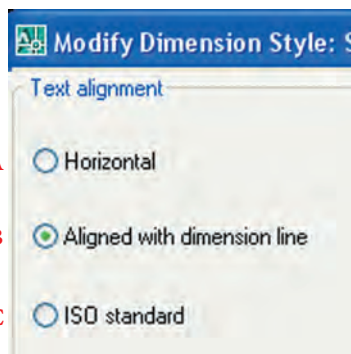 Modify Dimension Style: S
Text alignment
A Horizontal
B Aligned with dimension line
C ISO standard